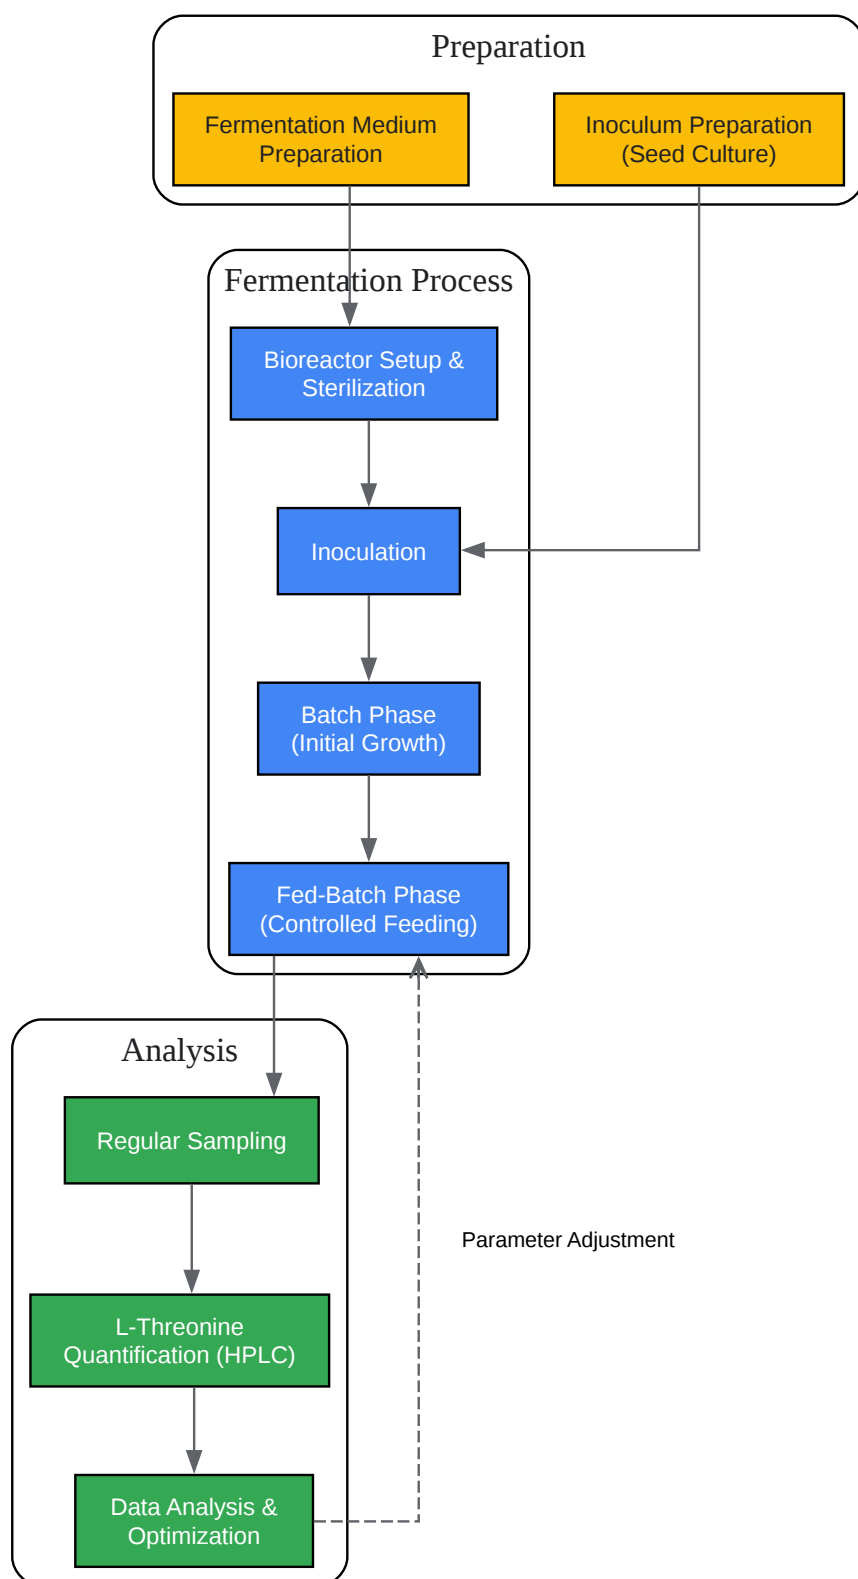 Preparation
Fermentation Medium
Preparation
Inoculum Preparation
(Seed Culture)
Fermentation Process
Bioreactor Setup &
Sterilization
Inoculation
Batch Phase
(Initial Growth)
Fed-Batch Phase
(Controlled Feeding)
Analysis
Regular Sampling
Parameter Adjustment
L-Threonine
Quantification (HPLC)
Data Analysis &
Optimization